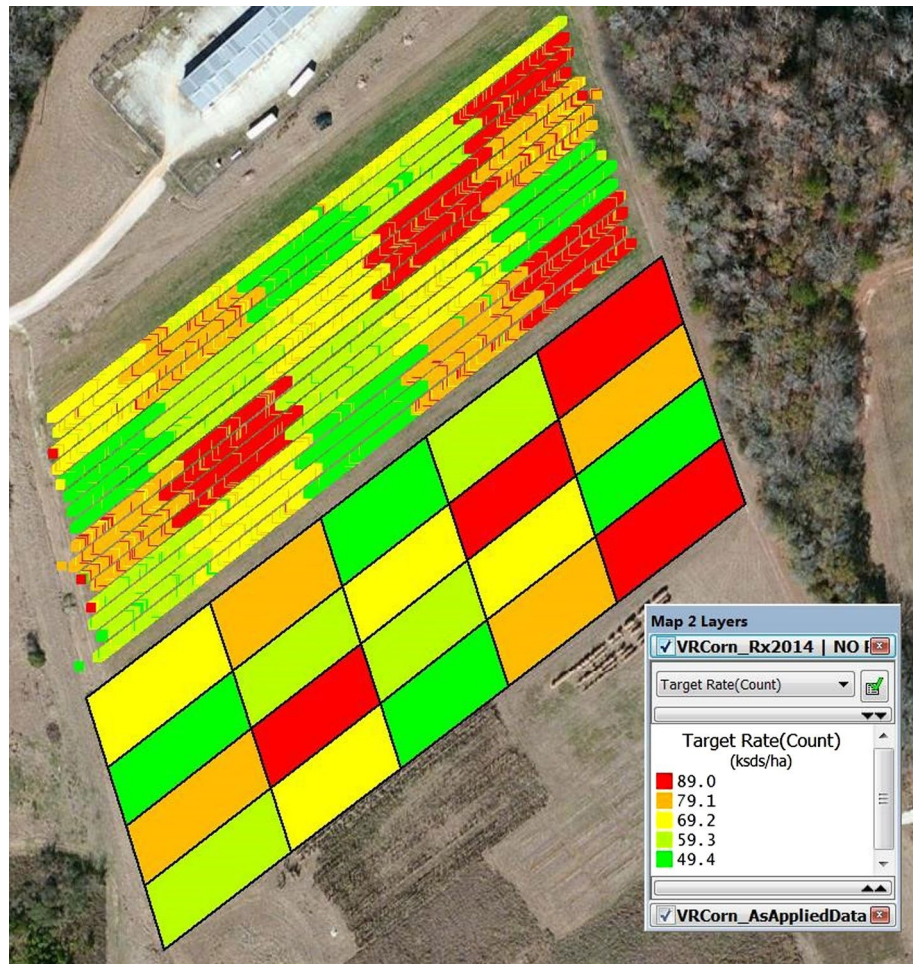 Map 2 Layers
VRCorn_Rx2014 | NO
Target Rate(Count)
Target Rate(Count)
(ksds/ha)
89.0
79.1
69.2
59.3
49.4
VRCorn_AsAppliedData